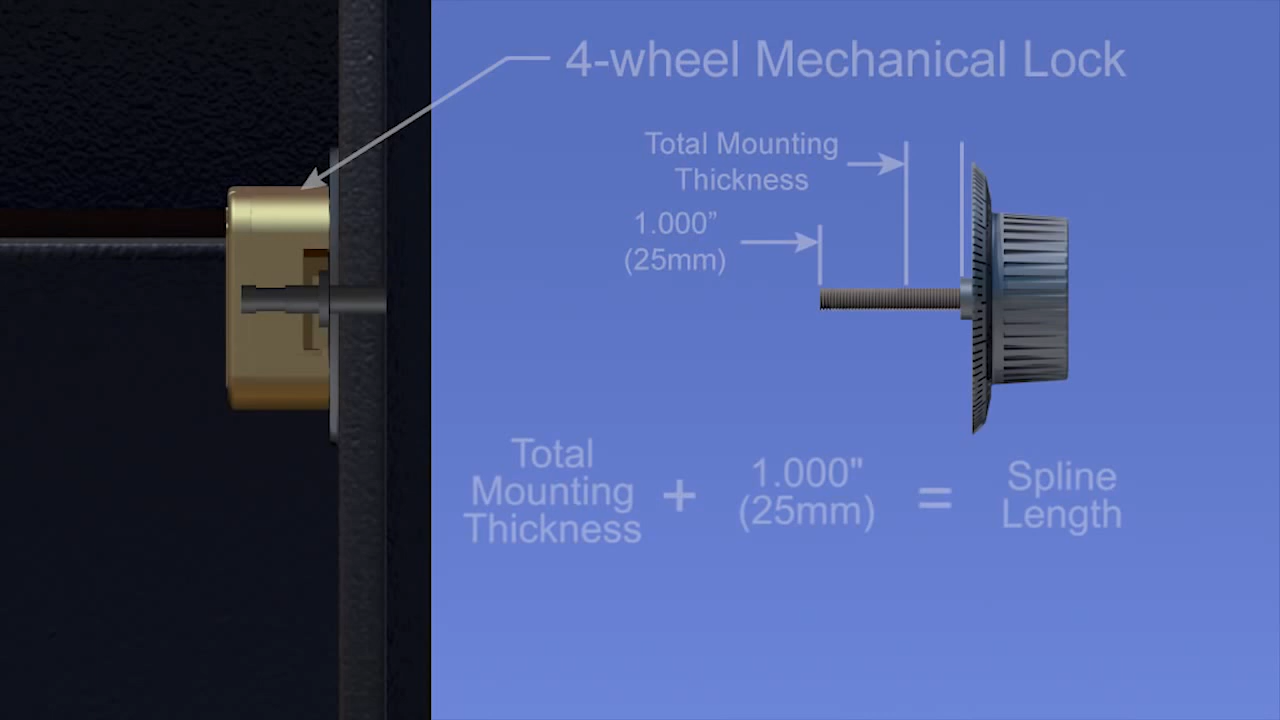 4-wheel Mechanical Lock
Total Mounting
Thickness
1.000”
(25mm)
Total
Mounting
Thickness
+
1.000"
(25mm)
=
Spline
Length